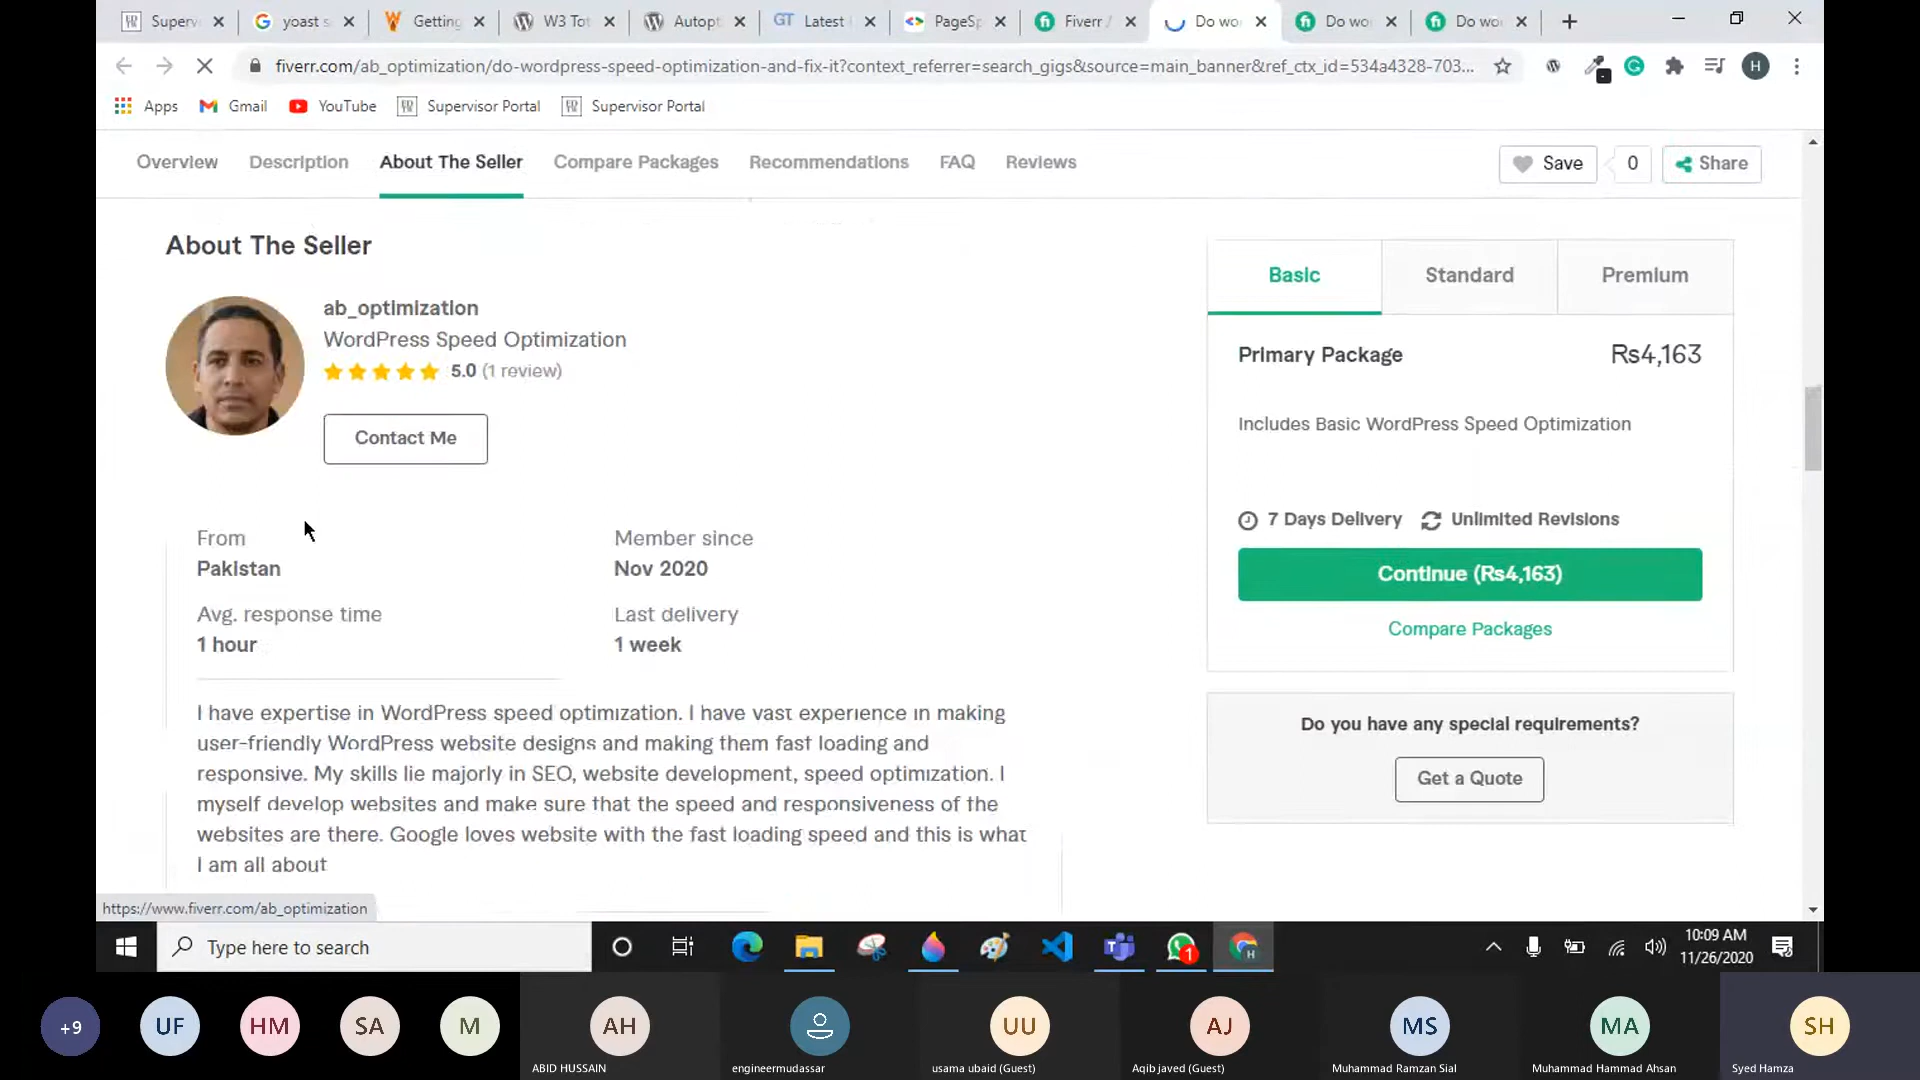 Superv
yoast s
Getting
W3 Tot
Autopt
GT Latest
PageSp
Fiverr /
Do wo
Do wo
Do wo
fiverr.com/ab_optimization/do-wordpress-speed-optimization-and-fix-it?context_referrer=search_gigs&source=main_banner&ref_ctx_id=534a4328-703...
H
Apps
Gmail
YouTube
Supervisor Portal
Supervisor Portal
Overview
Description
About The Seller
Compare Packages
Recommendations
FAQ
Reviews
Save
0
Share
About The Seller
ab_optimization
WordPress Speed Optimization
5.0 (1 review)
Contact Me
From
Pakistan
Member since
Nov 2020
Avg. response time
1 hour
Last delivery
1 week
I have expertise in WordPress speed optimization. I have vast experience in making
user-friendly WordPress website designs and making them fast loading and
responsive. My skills lie majorly in SEO, website development, speed optimization. I
myself develop websites and make sure that the speed and responsiveness of the
websites are there. Google loves website with the fast loading speed and this is what
I am all about
Basic
Standard
Premium
Primary Package
₨4,163
Includes Basic WordPress Speed Optimization
7 Days Delivery
Unlimited Revisions
Continue (₨4,163)
Compare Packages
Do you have any special requirements?
Get a Quote
https://www.fiverr.com/ab_optimization
Type here to search
1
H
10:09 AM
11/26/2020
+9
UF
HM
SA
M
AH
ABID HUSSAIN
engineermudassar
UU
usama ubaid (Guest)
AJ
Aqib javed (Guest)
MS
Muhammad Ramzan Sial
MA
Muhammad Hammad Ahsan
SH
Syed Hamza